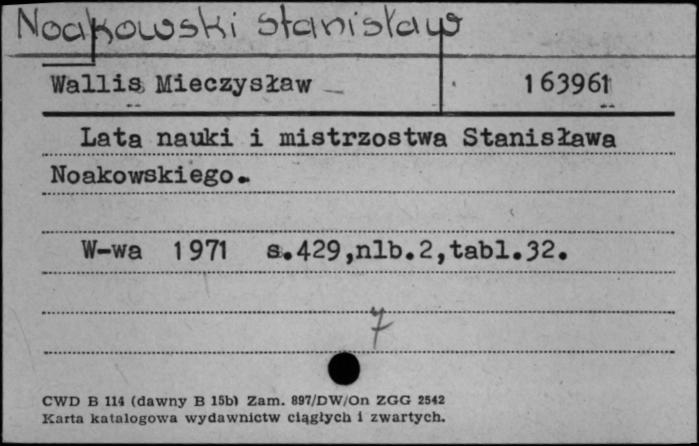 Noakowski Stanisław
Wallis Mieczysław 163961
Lata nauki i mistrzostwa Stanisława
Noakowskiego.
W-wa 1971 s.429,nlb.2,tabl.32.
7
CWD B 114 (dawny B 15b) Zam. 897/DW/On ZGG 2542
Karta katalogowa wydawnictw ciągłych i zwartych.